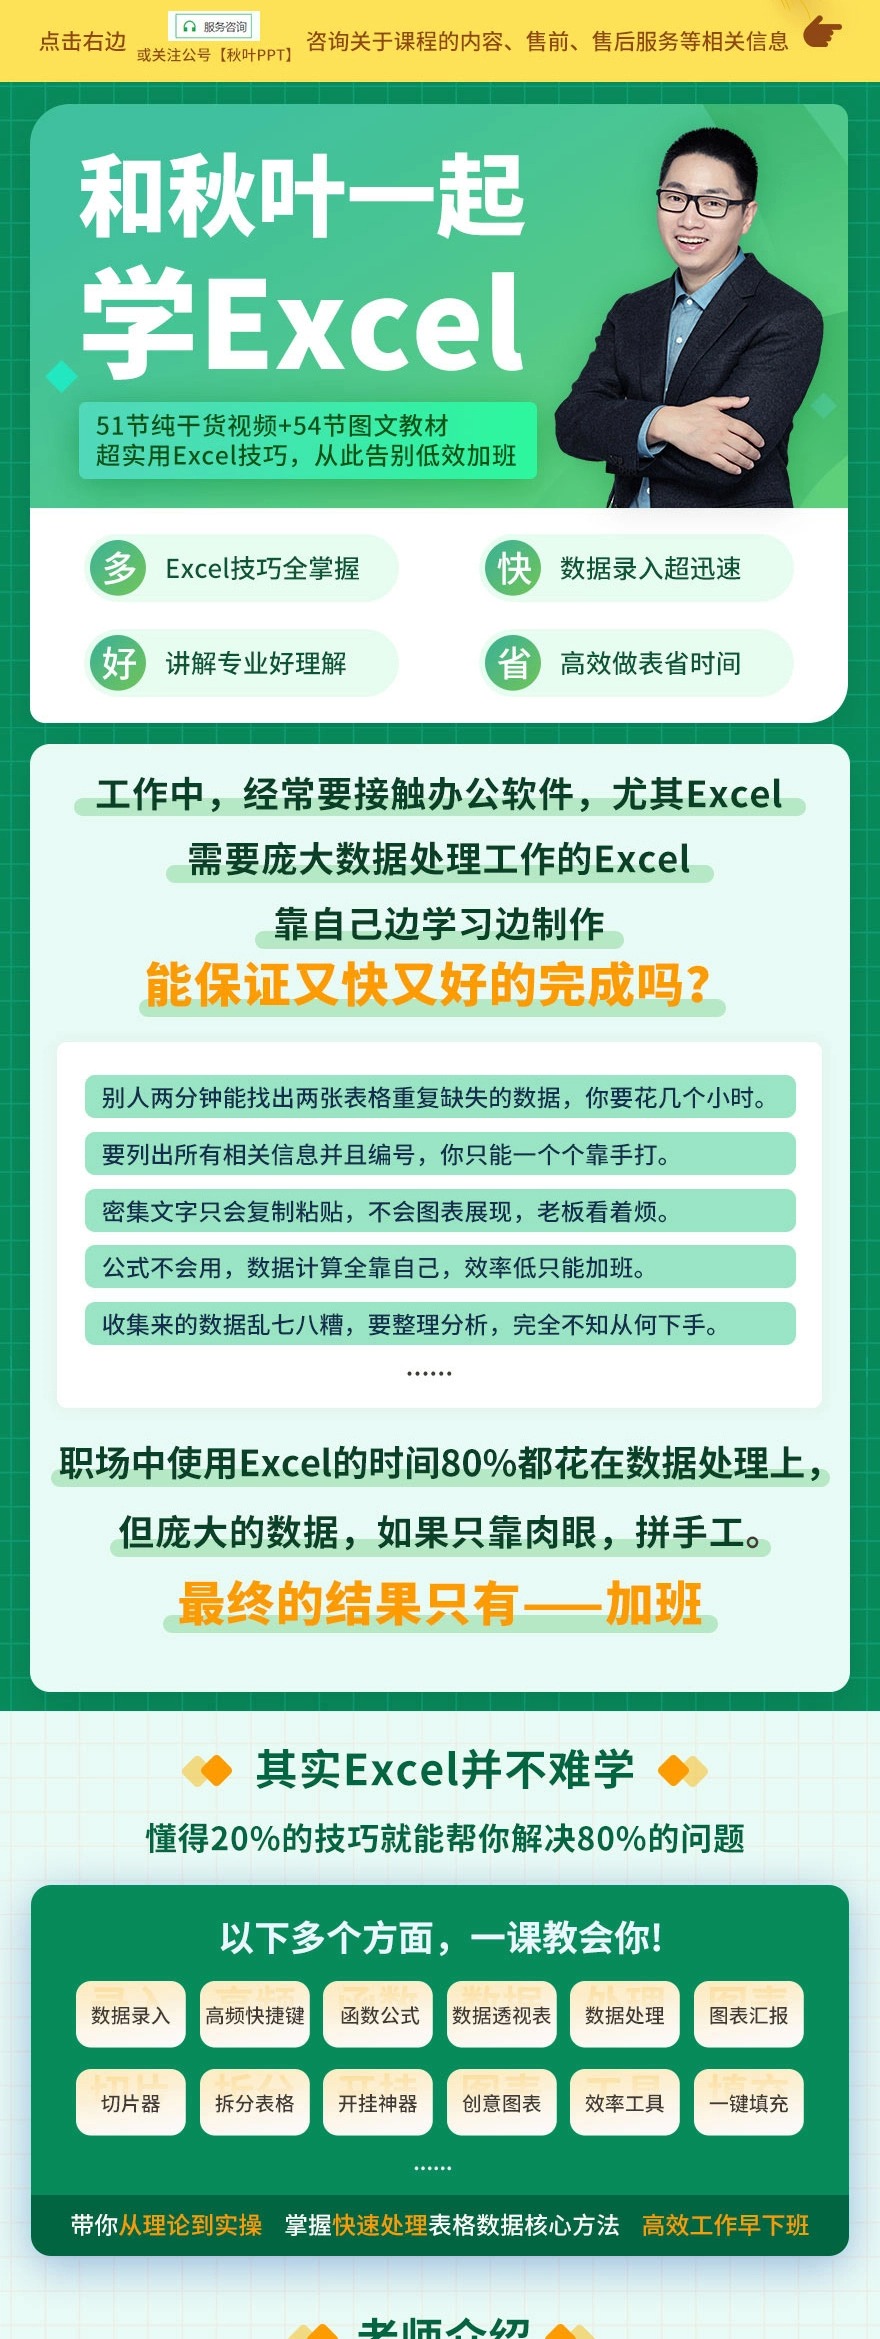 点击右边
服务咨询
或关注公号【秋叶PPT】
咨询关于课程的内容、售前、售后服务等相关信息
和秋叶一起
学Excel
51节纯干货视频+54节图文教材
超实用Excel技巧，从此告别低效加班
多 Excel技巧全掌握
快 数据录入超迅速
好 讲解专业好理解
省 高效做表省时间
工作中，经常要接触办公软件，尤其Excel
需要庞大数据处理工作的Excel
靠自己边学习边制作
能保证又快又好的完成吗？
别人两分钟能找出两张表格重复缺失的数据，你要花几个小时。
要列出所有相关信息并且编号，你只能一个个靠手打。
密集文字只会复制粘贴，不会图表展现，老板看着烦。
公式不会用，数据计算全靠自己，效率低只能加班。
收集来的数据乱七八糟，要整理分析，完全不知从何下手。
······
职场中使用Excel的时间80%都花在数据处理上，
但庞大的数据，如果只靠肉眼，拼手工。
最终的结果只有——加班
其实Excel并不难学
懂得20%的技巧就能帮你解决80%的问题
以下多个方面，一课教会你!
数据录入 高频快捷键 函数公式 数据透视表 数据处理 图表汇报
切片器 拆分表格 开挂神器 创意图表 效率工具 一键填充
······
带你从理论到实操 掌握快速处理表格数据核心方法 高效工作早下班
老师介绍